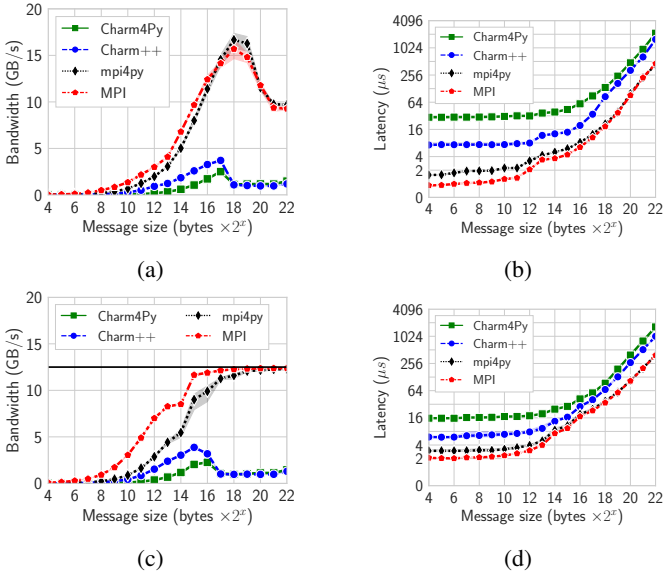 20
15
10
5
0
Bandwidth (GB/s)
Charm4Py
Charm++
mpi4py
MPI
4 6 8 10 12 14 16 18 20 22
Message size (bytes ×2^x)
(a)
4096
1024
256
64
16
4
2
0
Latency (μs)
Charm4Py
Charm++
mpi4py
MPI
4 6 8 10 12 14 16 18 20 22
Message size (bytes ×2^x)
(b)
20
15
10
5
0
Bandwidth (GB/s)
Charm4Py mpi4py
Charm++ MPI
4 6 8 10 12 14 16 18 20 22
Message size (bytes ×2^x)
(c)
4096
1024
256
64
16
4
2
0
Latency (μs)
Charm4Py
Charm++
mpi4py
MPI
4 6 8 10 12 14 16 18 20 22
Message size (bytes ×2^x)
(d)